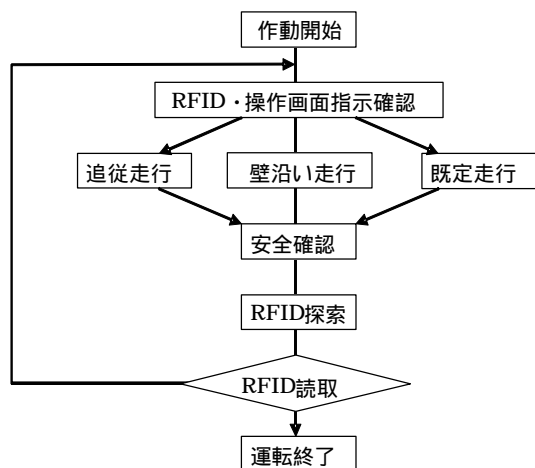 作動開始
RFID・操作画面指示確認
追従走行
壁沿い走行
既定走行
安全確認
RFID探索
RFID読取
運転終了